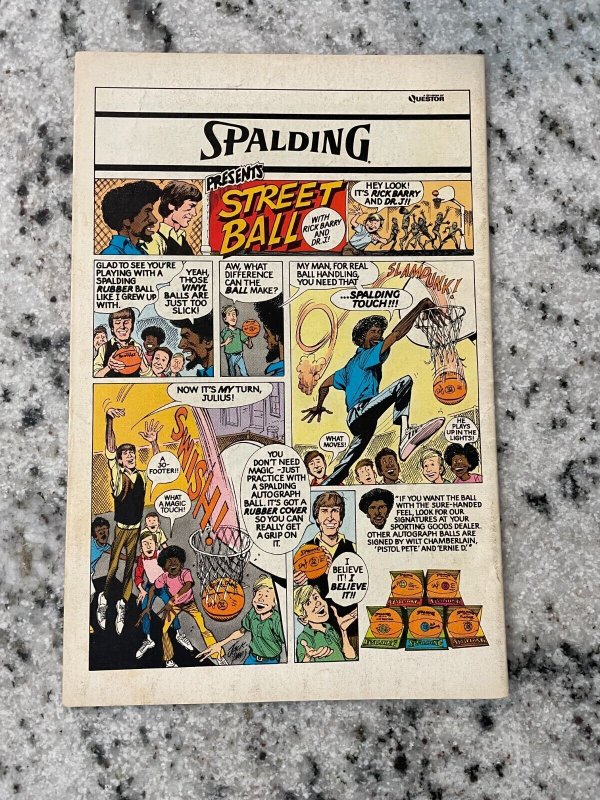 QUESTOR
SPALDING
PRESENTS
STREET
BALL
WITH
RICK BARRY
AND
DR. J!
HEY LOOK!
IT'S RICK BARRY
AND DR. J!!
GLAD TO SEE YOU'RE
PLAYING WITH A
SPALDING
RUBBER BALL
LIKE I GREW UP
WITH.
YEAH,
THOSE
VINYL
BALLS ARE
JUST TOO
SLICK!
AW, WHAT
DIFFERENCE
CAN THE
BALL MAKE?
MY MAN, FOR REAL
BALL HANDLING,
YOU NEED THAT
...SPALDING
TOUCH!!!
SLAMDUNK!
WHAT
MOVES!
HE
PLAYS
UP IN THE
LIGHTS!
NOW IT'S MY TURN,
JULIUS!
A
30-
FOOTER!!
WHAT
A MAGIC
TOUCH!
SWISH!!
YOU
DON'T NEED
MAGIC -JUST
PRACTICE WITH
A SPALDING
AUTOGRAPH
BALL. IT'S GOT A
RUBBER COVER
SO YOU CAN
REALLY GET
A GRIP ON
IT.
I
BELIEVE
IT! I
BELIEVE
IT!!
"IF YOU WANT THE BALL
WITH THE SURE-HANDED
FEEL, LOOK FOR OUR
SIGNATURES AT YOUR
SPORTING GOODS DEALER.
OTHER AUTOGRAPH BALLS ARE
SIGNED BY WILT CHAMBERLAIN,
'PISTOL PETE' AND 'ERNIE D.'"